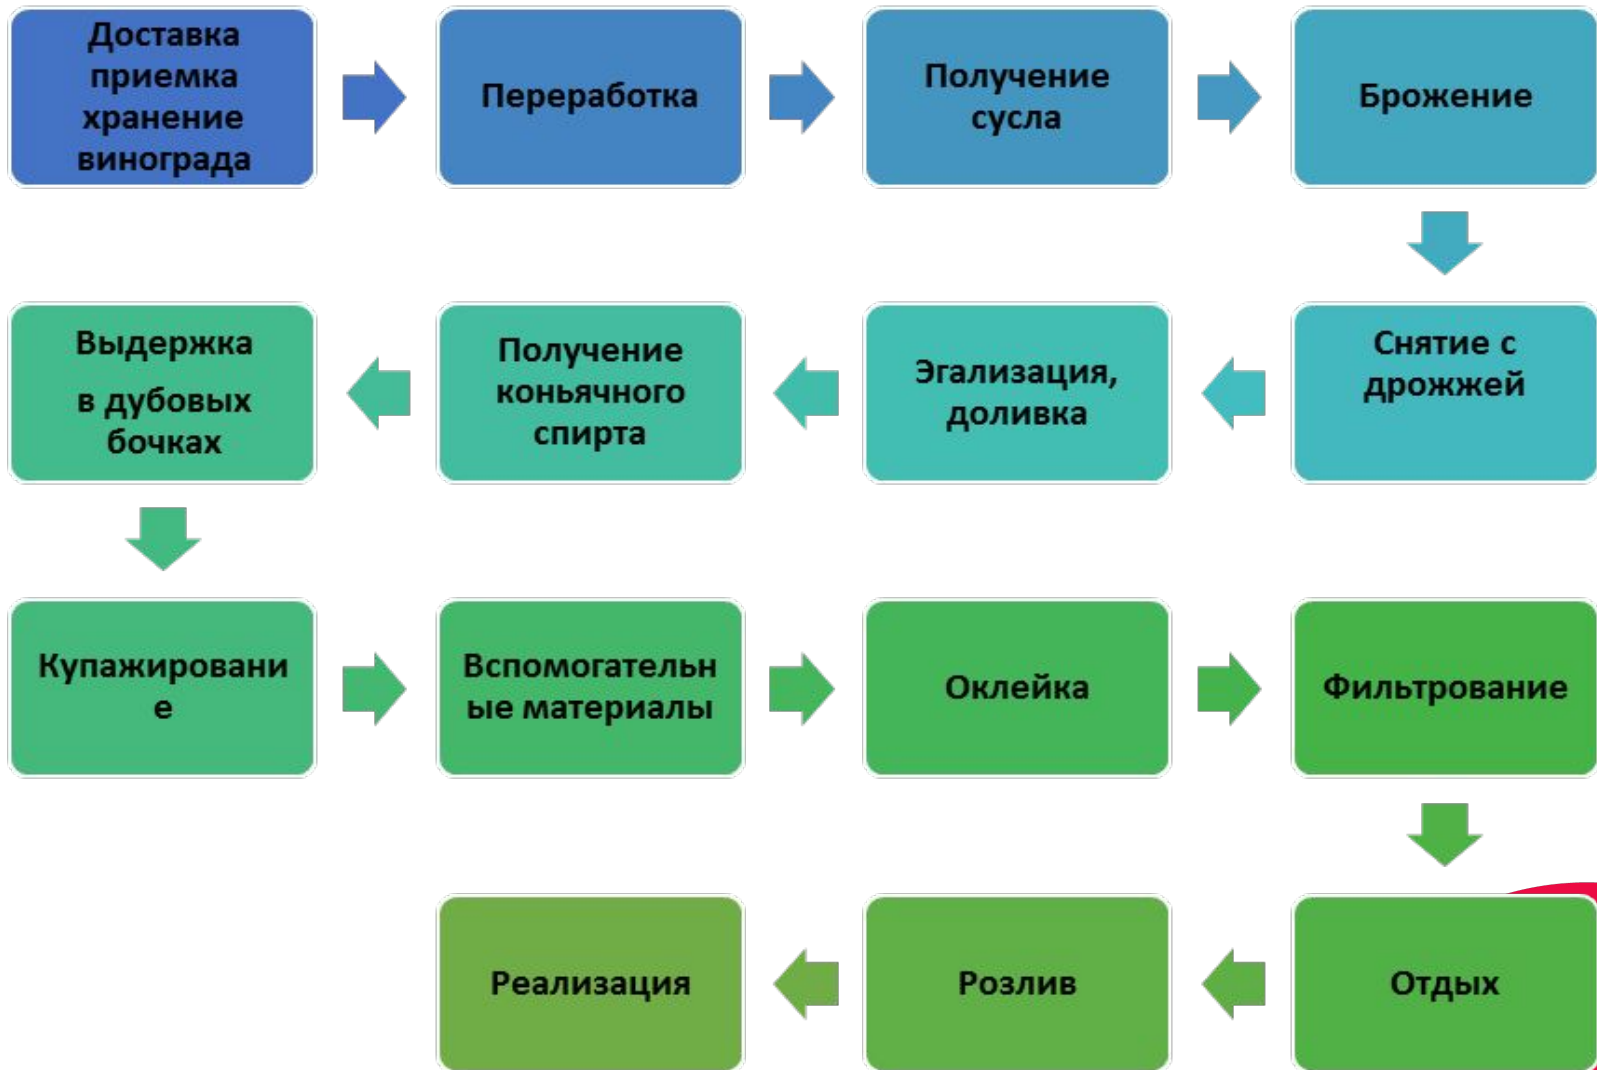 Доставка
приемка
хранение
винограда
Переработка
Получение
сусла
Брожение
Снятие с
дрожжей
Эгализация,
доливка
Получение
коньячного
спирта
Выдержка
в дубовых
бочках
Купажировани
е
Вспомогательн
ые материалы
Оклейка
Фильтрование
Отдых
Розлив
Реализация